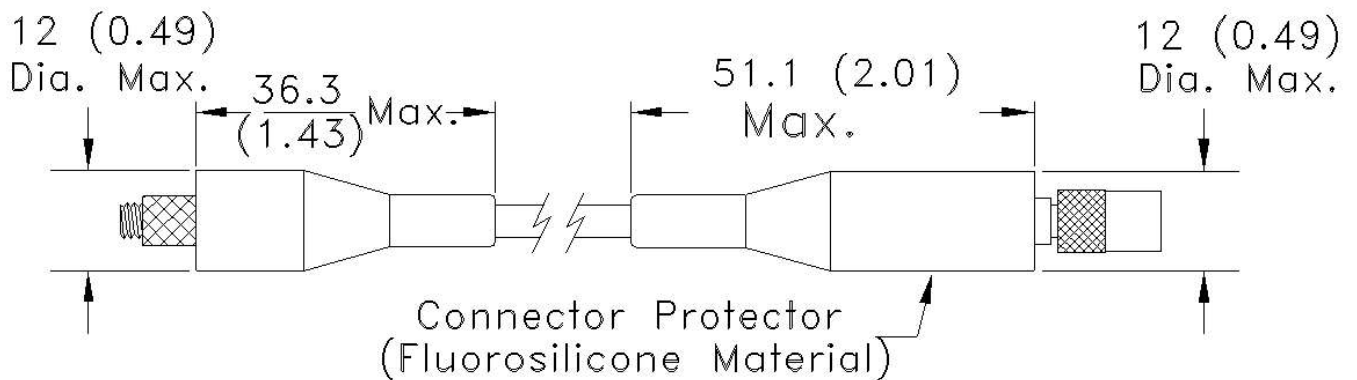 12 (0.49)
Dia. Max.
36.3
(1.43)
Max.
51.1 (2.01)
Max.
12 (0.49)
Dia. Max.
Connector Protector
(Fluorosilicone Material)